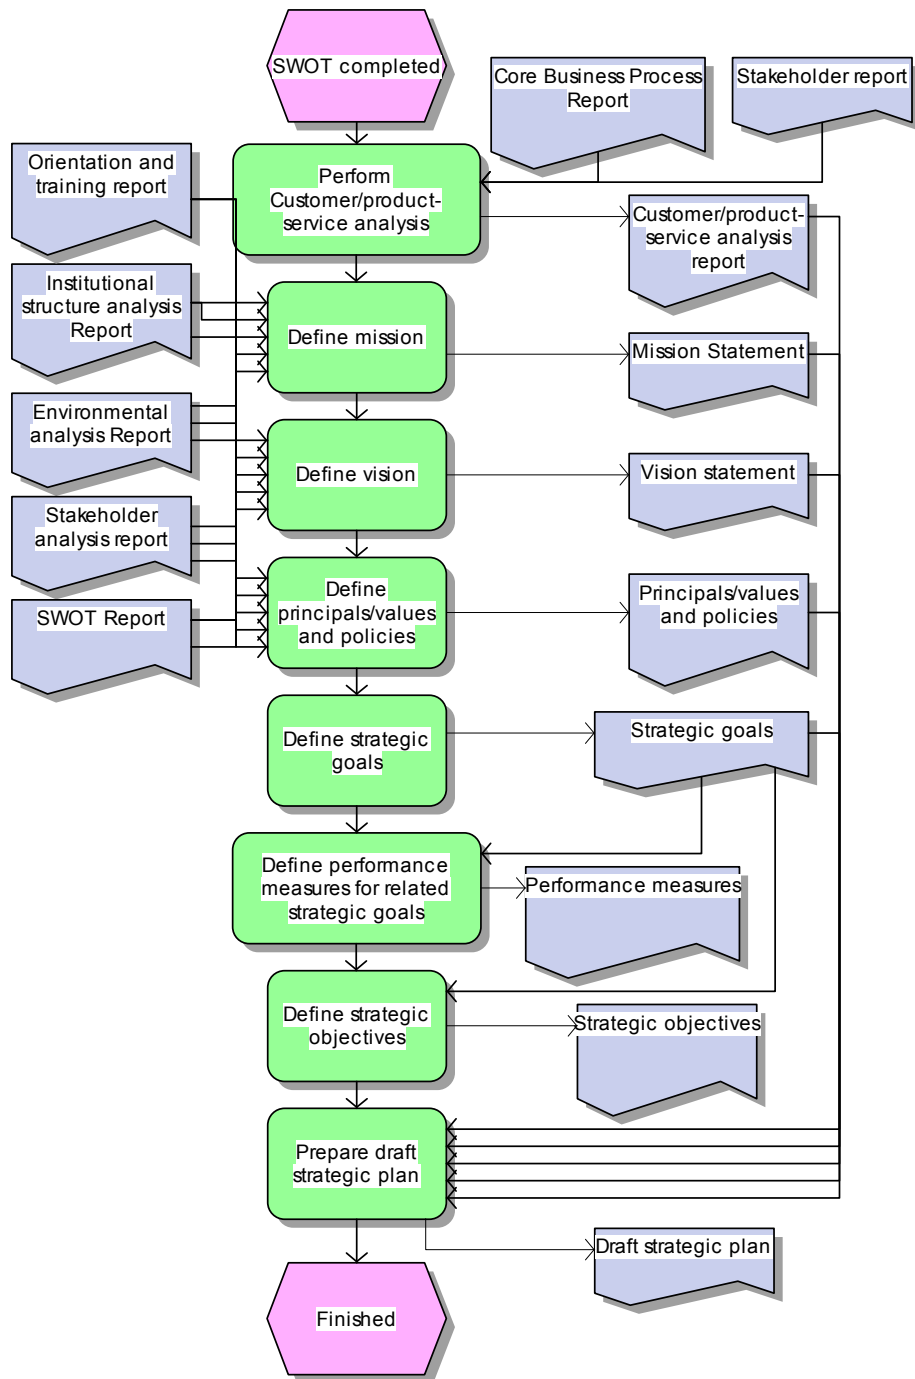 SWOT completed
Core Business Process
Report
Stakeholder report
Orientation and
training report
Perform
Customer/product-
service analysis
Customer/product-
service analysis
report
Institutional
structure analysis
Report
Define mission
Mission Statement
Environmental
analysis Report
Define vision
Vision statement
Stakeholder
analysis report
Define
principals/values
and policies
Principals/values
and policies
SWOT Report
Define strategic
goals
Strategic goals
Define performance
measures for related
strategic goals
Performance measures
Define strategic
objectives
Strategic objectives
Prepare draft
strategic plan
Draft strategic plan
Finished